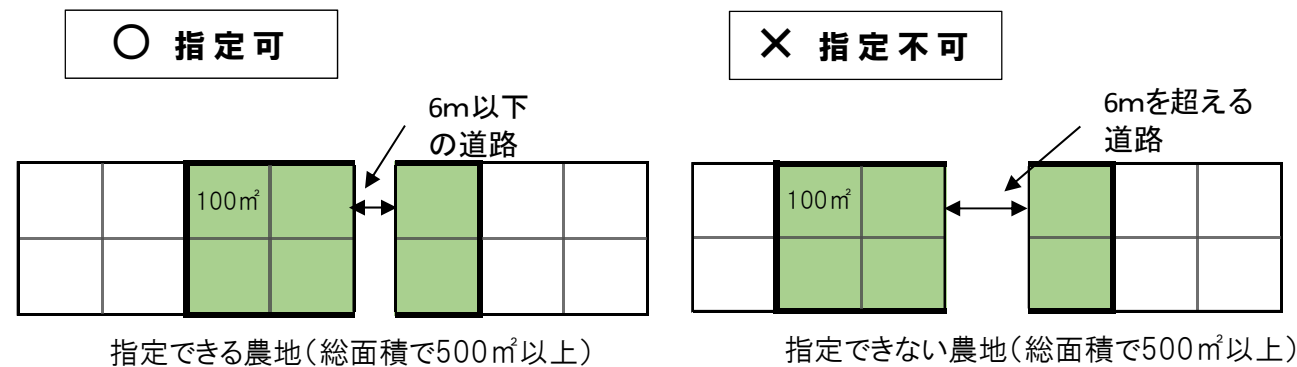 〇 指定可
× 指定不可
6m以下
の道路
6mを超える
道路
100㎡
100㎡
指定できる農地（総面積で500㎡以上）
指定できない農地（総面積で500㎡以上）